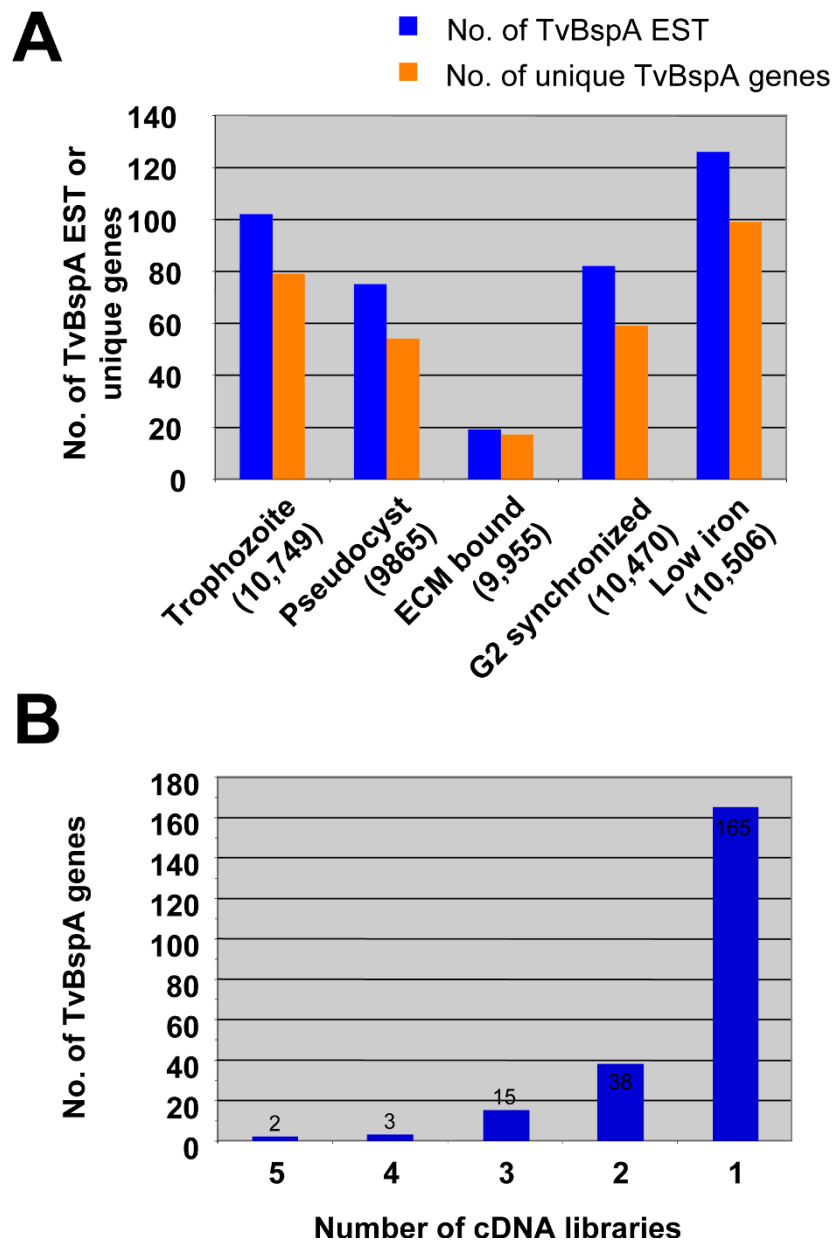 A
No. of TvBspA EST
No. of unique TvBspA genes
No. of TvBspA EST or
unique genes
140
120
100
80
60
40
20
0
Trophozoite
(10,749)
Pseudocyst
(9865)
ECM bound
(9,955)
G2 synchronized
(10,470)
Low iron
(10,506)
B
No. of TvBspA genes
180
160
140
120
100
80
60
40
20
0
2
3
15
38
165
5 4 3 2 1
Number of cDNA libraries